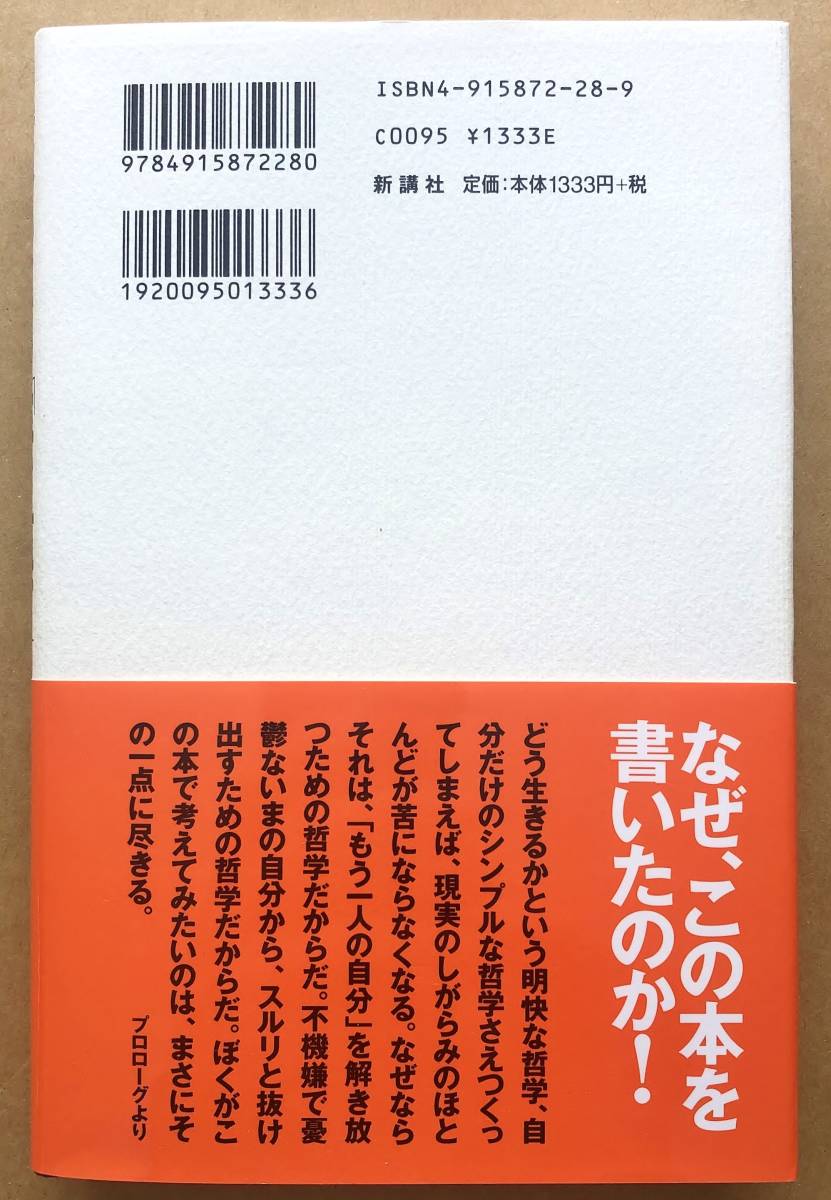 ISBN4-915872-28-9
C0095 ¥1333E
新講社 定価:本体1333円+税
9784915872280
1920095013336
なぜ、この本を
書いたのか!
どう生きるかという明快な哲学、自
分だけのシンプルな哲学さえつくっ
てしまえば、現実のしがらみのほと
んどが苦にならなくなる。なぜなら
それは、「もう一人の自分」を解き放
つための哲学だからだ。不機嫌で憂
鬱ないまの自分から、スルリと抜け
出すための哲学だからだ。ぼくがこ
の本で考えてみたいのは、まさにそ
の一点に尽きる。
プロローグより